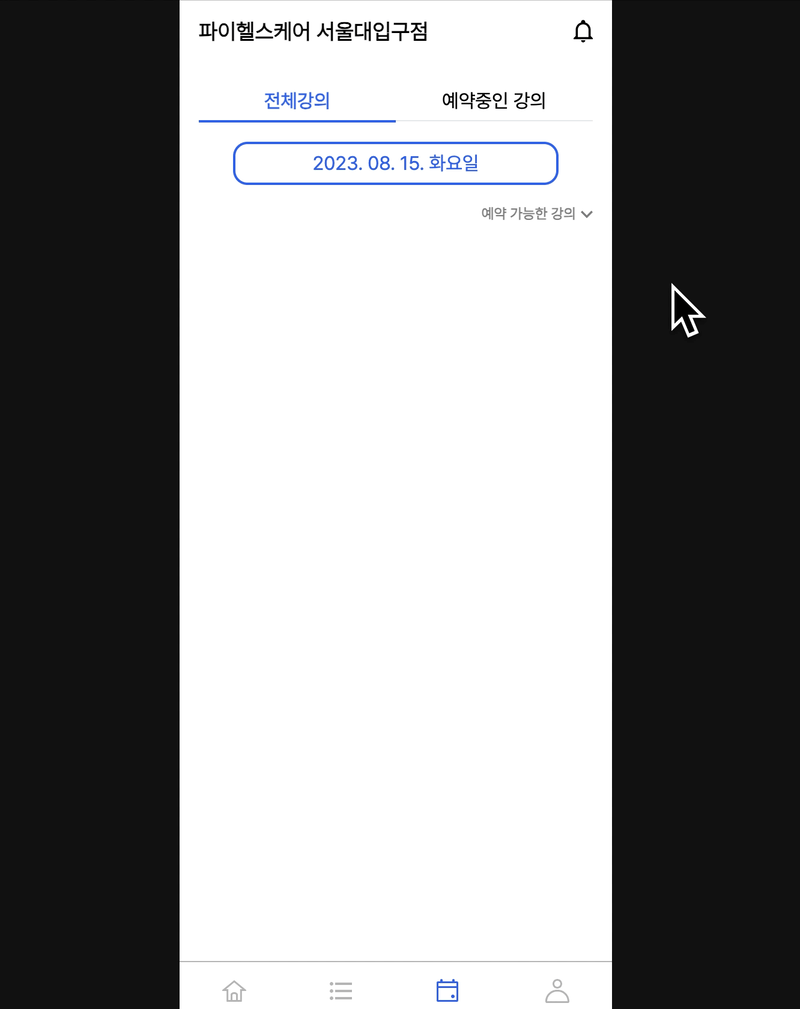 파이헬스케어 서울대입구점
전체강의 예약중인 강의
2023. 08. 15. 화요일
예약 가능한 강의